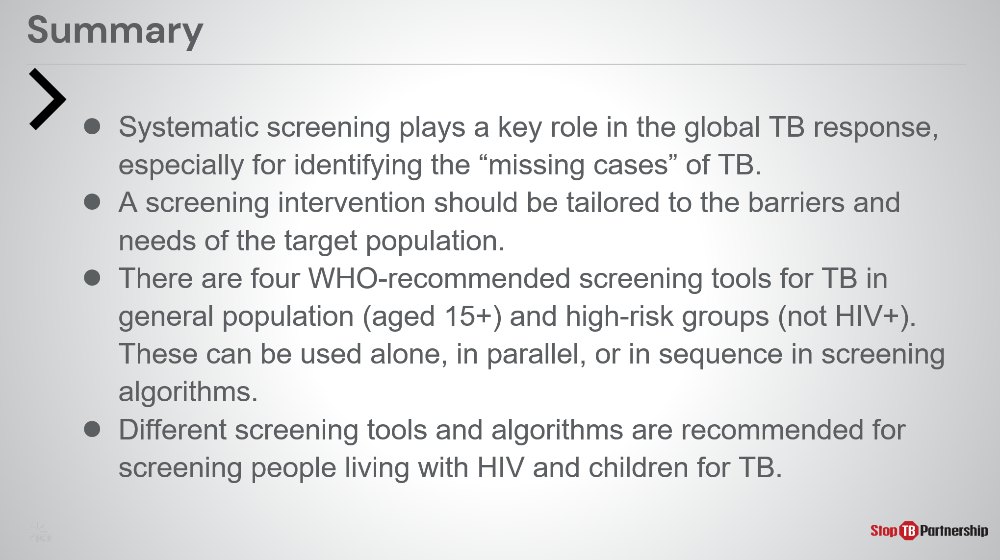 Summary
● Systematic screening plays a key role in the global TB response,
especially for identifying the “missing cases” of TB.
● A screening intervention should be tailored to the barriers and
needs of the target population.
● There are four WHO-recommended screening tools for TB in
general population (aged 15+) and high-risk groups (not HIV+).
These can be used alone, in parallel, or in sequence in screening
algorithms.
● Different screening tools and algorithms are recommended for
screening people living with HIV and children for TB.
Stop TB Partnership